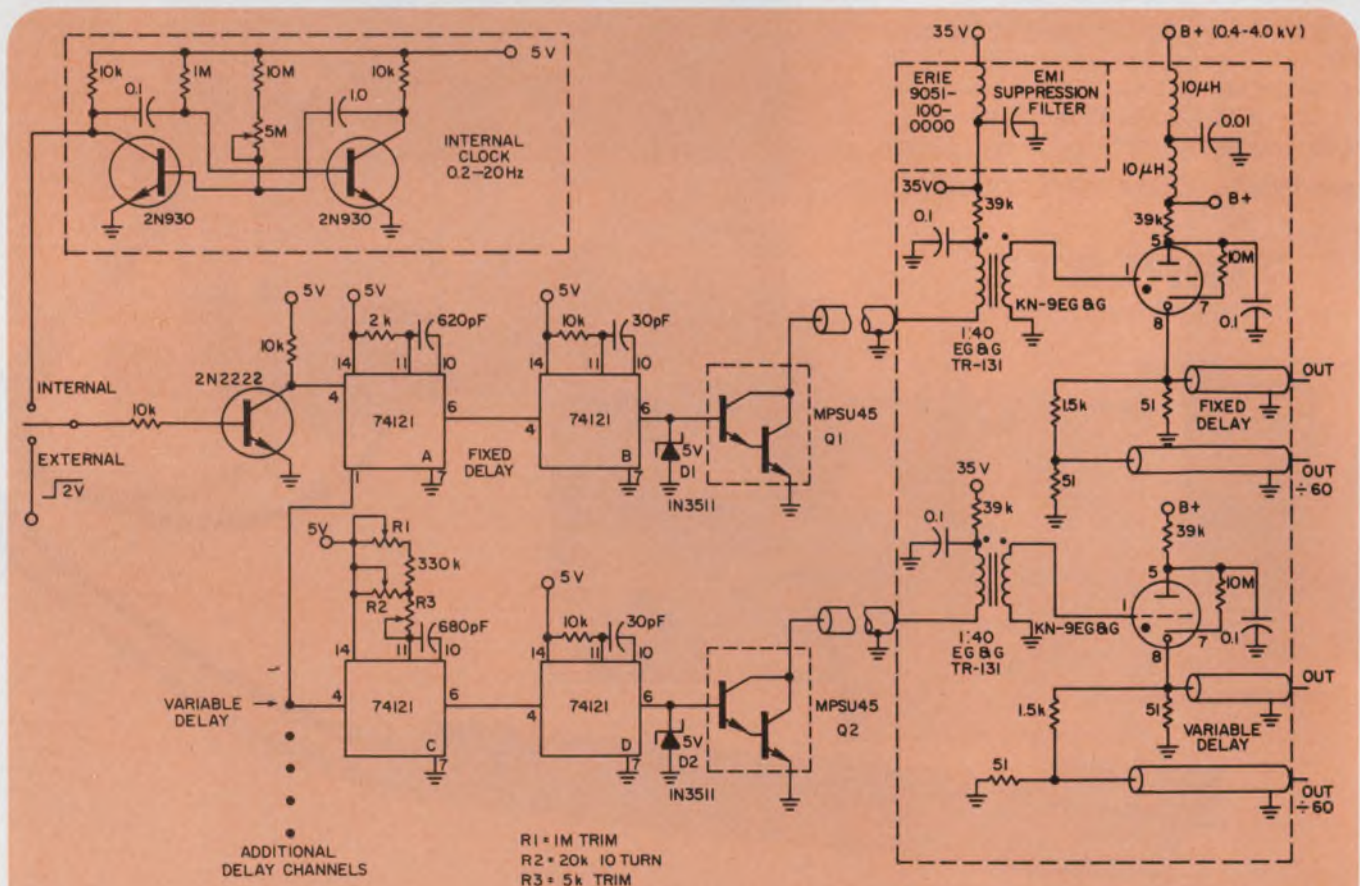 5 V
10k
1M
10M
10k
0.1
1.0
5M
INTERNAL
CLOCK
0.2–20Hz
2N930
2N930
35 V
B+ (0.4-4.0 kV)
ERIE
9051-
100-
0000
EMI
SUPPRESSION
FILTER
10µH
0.01
10µH
35V
B+
39k
39k
0.1
5
10M
1
7
KN-9EG&G
8
0.1
1:40
EG&G
TR-131
5V
10k
2N2222
INTERNAL
10k
EXTERNAL
2V
5V
2k
620pF
14
11
10
4
74121
6
A
7
1
FIXED
DELAY
5V
10k
30pF
14
11
10
4
74121
6
B
7
5V
D1
IN3511
MPSU45
Q1
OUT
1.5k
51
FIXED
DELAY
51
OUT
÷60
5V
R1
330k
R2
R3
680pF
14
11
10
VARIABLE
DELAY
4
74121
6
C
7
5V
10k
30pF
14
11
10
4
74121
6
D
7
5V
D2
IN3511
MPSU45
Q2
35 V
39k
0.1
1:40
EG&G
TR-131
KN-9EG&G
B+
39k
5
10M
1
7
8
0.1
OUT
1.5k
51
VARIABLE
DELAY
51
OUT
÷60
ADDITIONAL
DELAY CHANNELS
R1 = 1M TRIM
R2 = 20k 10 TURN
R3 = 5k TRIM